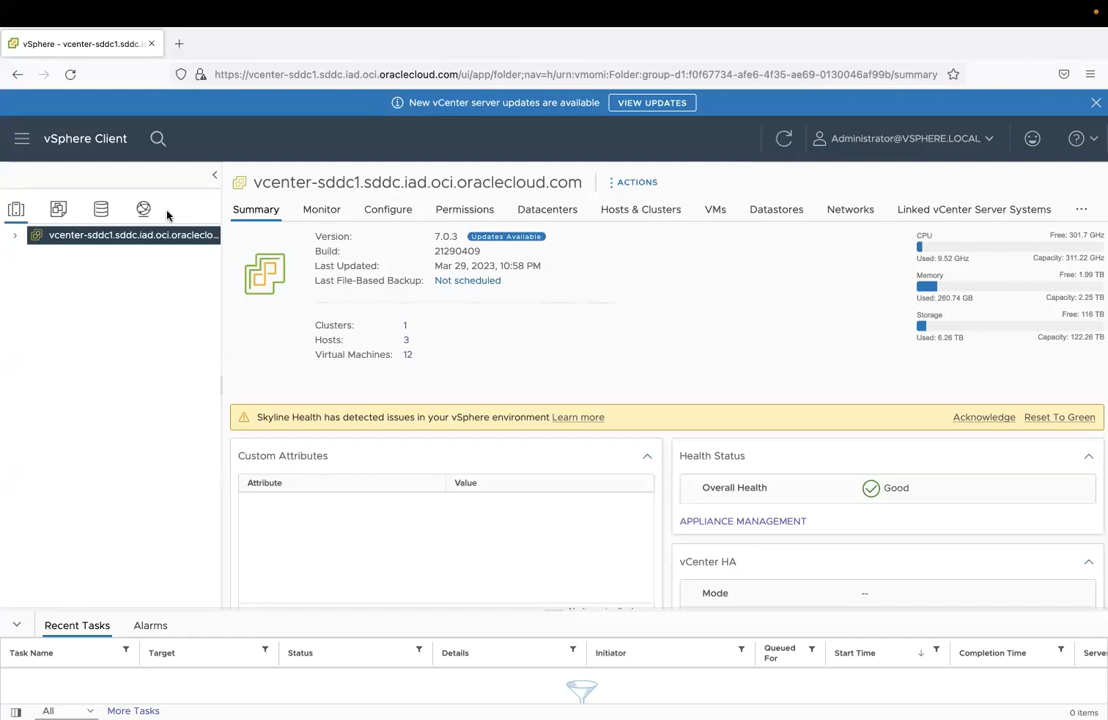 vSphere - vcenter-sddc1.sddc.i
https://vcenter-sddc1.sddc.iad.oci.oraclecloud.com/ui/app/folder;nav=h/urn:vmomi:Folder:group-d1:f0f67734-afe6-4f35-ae69-0130046af99b/summary
New vCenter server updates are available VIEW UPDATES
vSphere Client
Administrator@VSPHERE.LOCAL
vcenter-sddc1.sddc.iad.oci.oraclecloud.com
ACTIONS
Summary Monitor Configure Permissions Datacenters Hosts & Clusters VMs Datastores Networks Linked vCenter Server Systems
vcenter-sddc1.sddc.iad.oci.oracleclo...
Version: 7.0.3 Updates Available
Build: 21290409
Last Updated: Mar 29, 2023, 10:58 PM
Last File-Based Backup: Not scheduled
Clusters: 1
Hosts: 3
Virtual Machines: 12
CPU Free: 301.7 GHz
Used: 9.52 GHz Capacity: 311.22 GHz
Memory Free: 1.99 TB
Used: 260.74 GB Capacity: 2.25 TB
Storage Free: 116 TB
Used: 6.26 TB Capacity: 122.26 TB
Skyline Health has detected issues in your vSphere environment Learn more Acknowledge Reset To Green
Custom Attributes
Attribute Value
Health Status
Overall Health Good
APPLIANCE MANAGEMENT
vCenter HA
Mode --
Recent Tasks Alarms
Task Name Target Status Details Initiator Queued For Start Time Completion Time Serve
All More Tasks 0 items